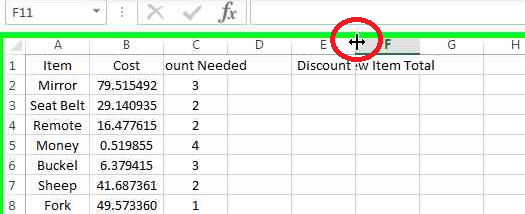 F11 fx
A B C D E F G H
1 Item Cost ount Needed Discount ew Item Total
2 Mirror 79.515492 3
3 Seat Belt 29.140935 2
4 Remote 16.477615 2
5 Money 0.519855 4
6 Buckel 6.379415 3
7 Sheep 41.687361 2
8 Fork 49.573360 1